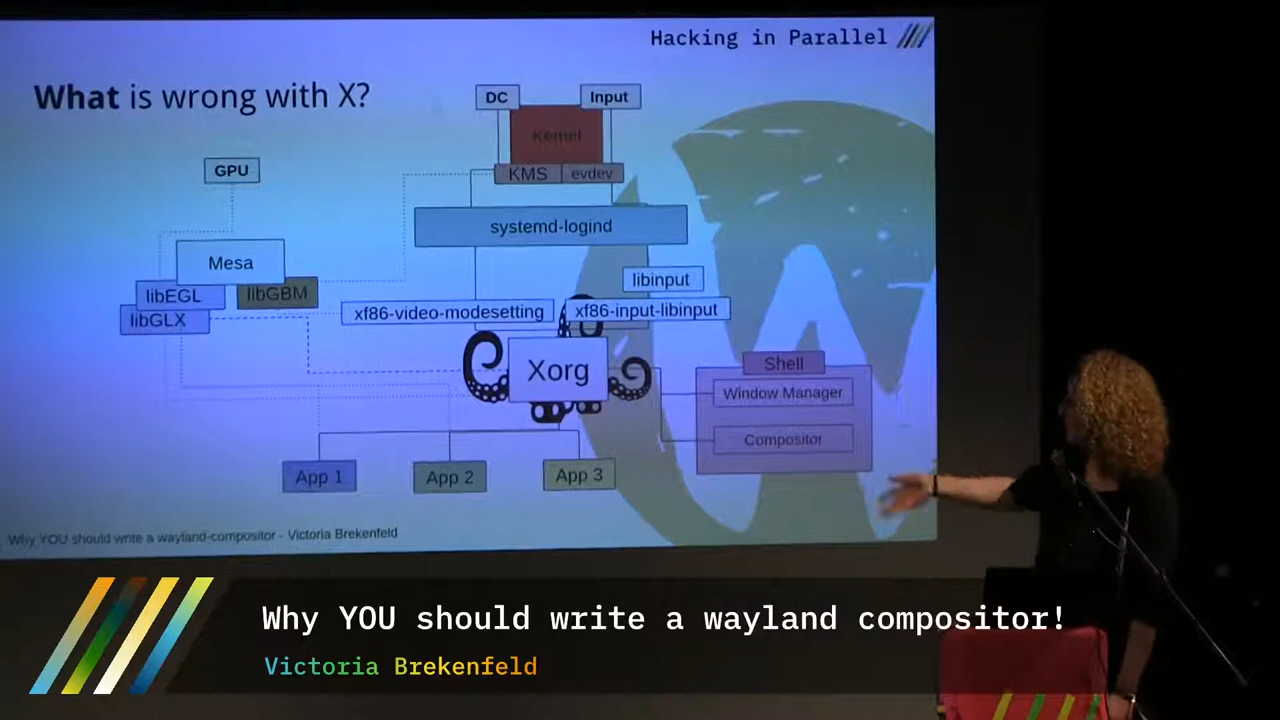 Hacking in Parallel
What is wrong with X?
DC
Input
Kernel
GPU
KMS
evdev
systemd-logind
Mesa
libinput
libEGL
libGBM
xf86-video-modesetting
xf86-input-libinput
libGLX
Xorg
Shell
Window Manager
Compositor
App 1
App 2
App 3
Why YOU should write a wayland-compositor - Victoria Brekenfeld
Why YOU should write a wayland compositor!
Victoria Brekenfeld